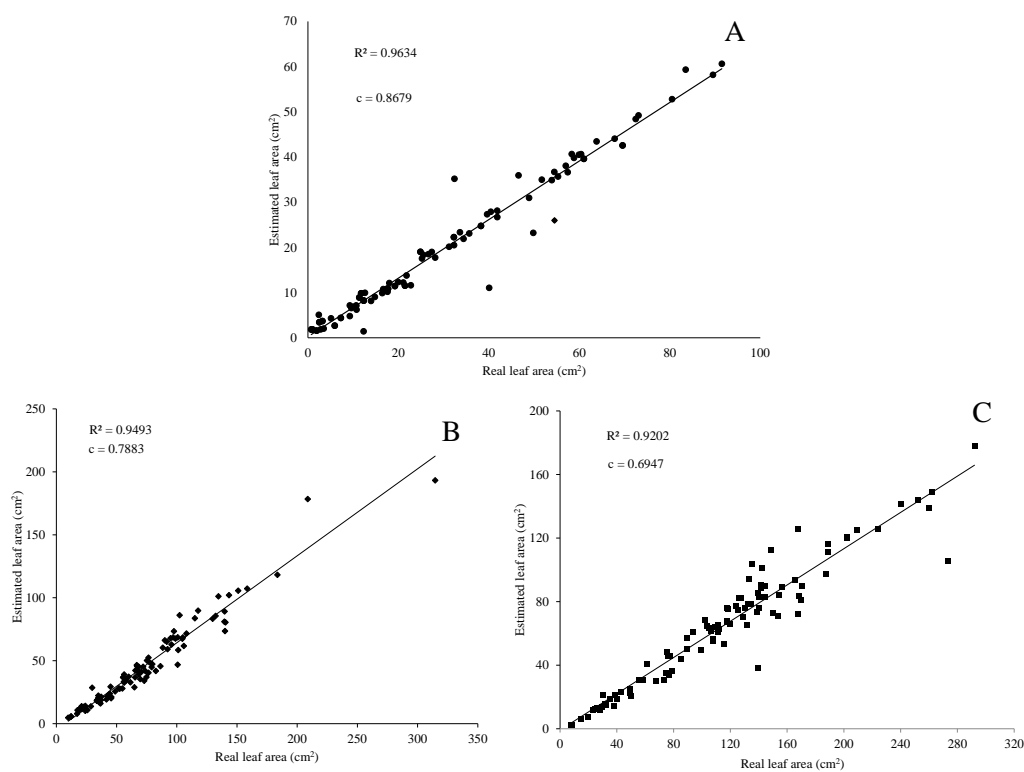 A
R² = 0.9634
c = 0.8679
70
60
50
40
30
20
10
0
Estimated leaf area (cm²)
0 20 40 60 80 100
Real leaf area (cm²)
B
R² = 0.9493
c = 0.7883
250
200
150
100
50
0
Estimated leaf area (cm²)
0 50 100 150 200 250 300 350
Real leaf area (cm²)
C
R² = 0.9202
c = 0.6947
200
160
120
80
40
0
Estimated leaf area (cm²)
0 40 80 120 160 200 240 280 320
Real leaf area (cm²)